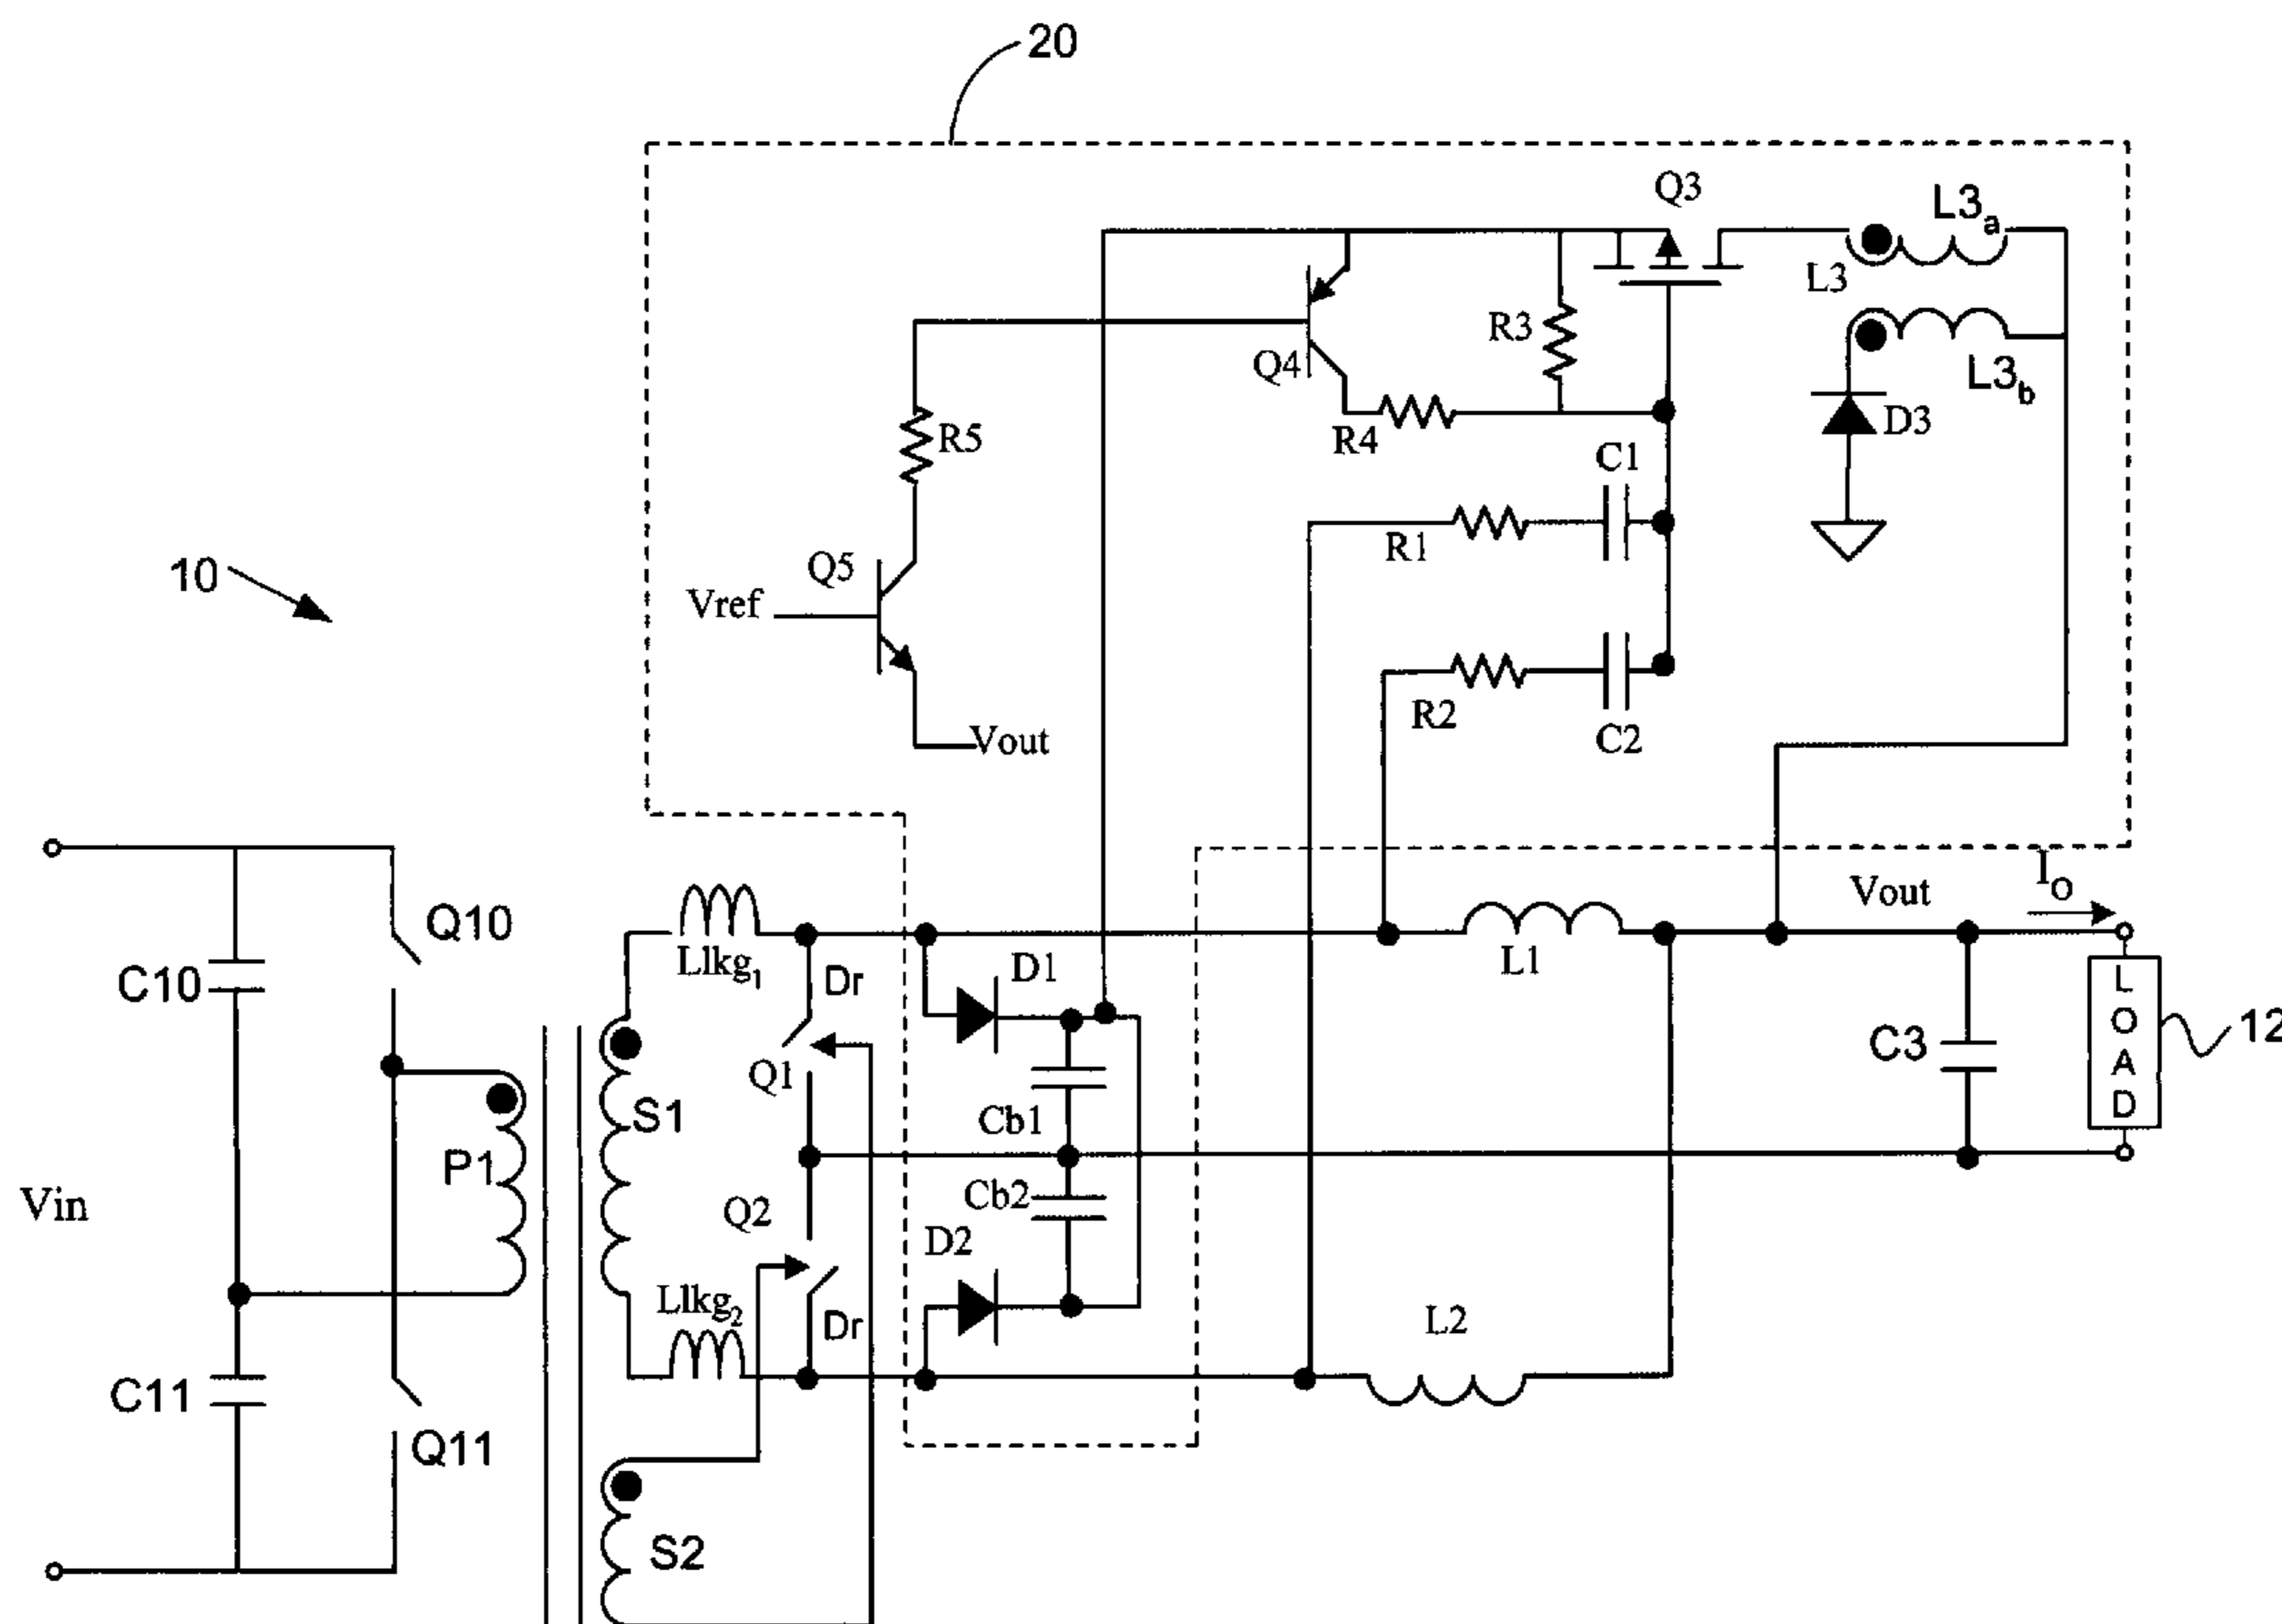 20
Q3
L3a
L3
R3
Q4
L3b
R4
D3
R5
C1
R1
10
Q5
Vref
R2
C2
Vout
Vout
Io
Q10
Llkg1
D1
L1
C10
Dr
LOAD
12
C3
Q1
S1
Cb1
P1
Vin
Q2
Cb2
D2
Llkg2
Dr
L2
C11
Q11
S2